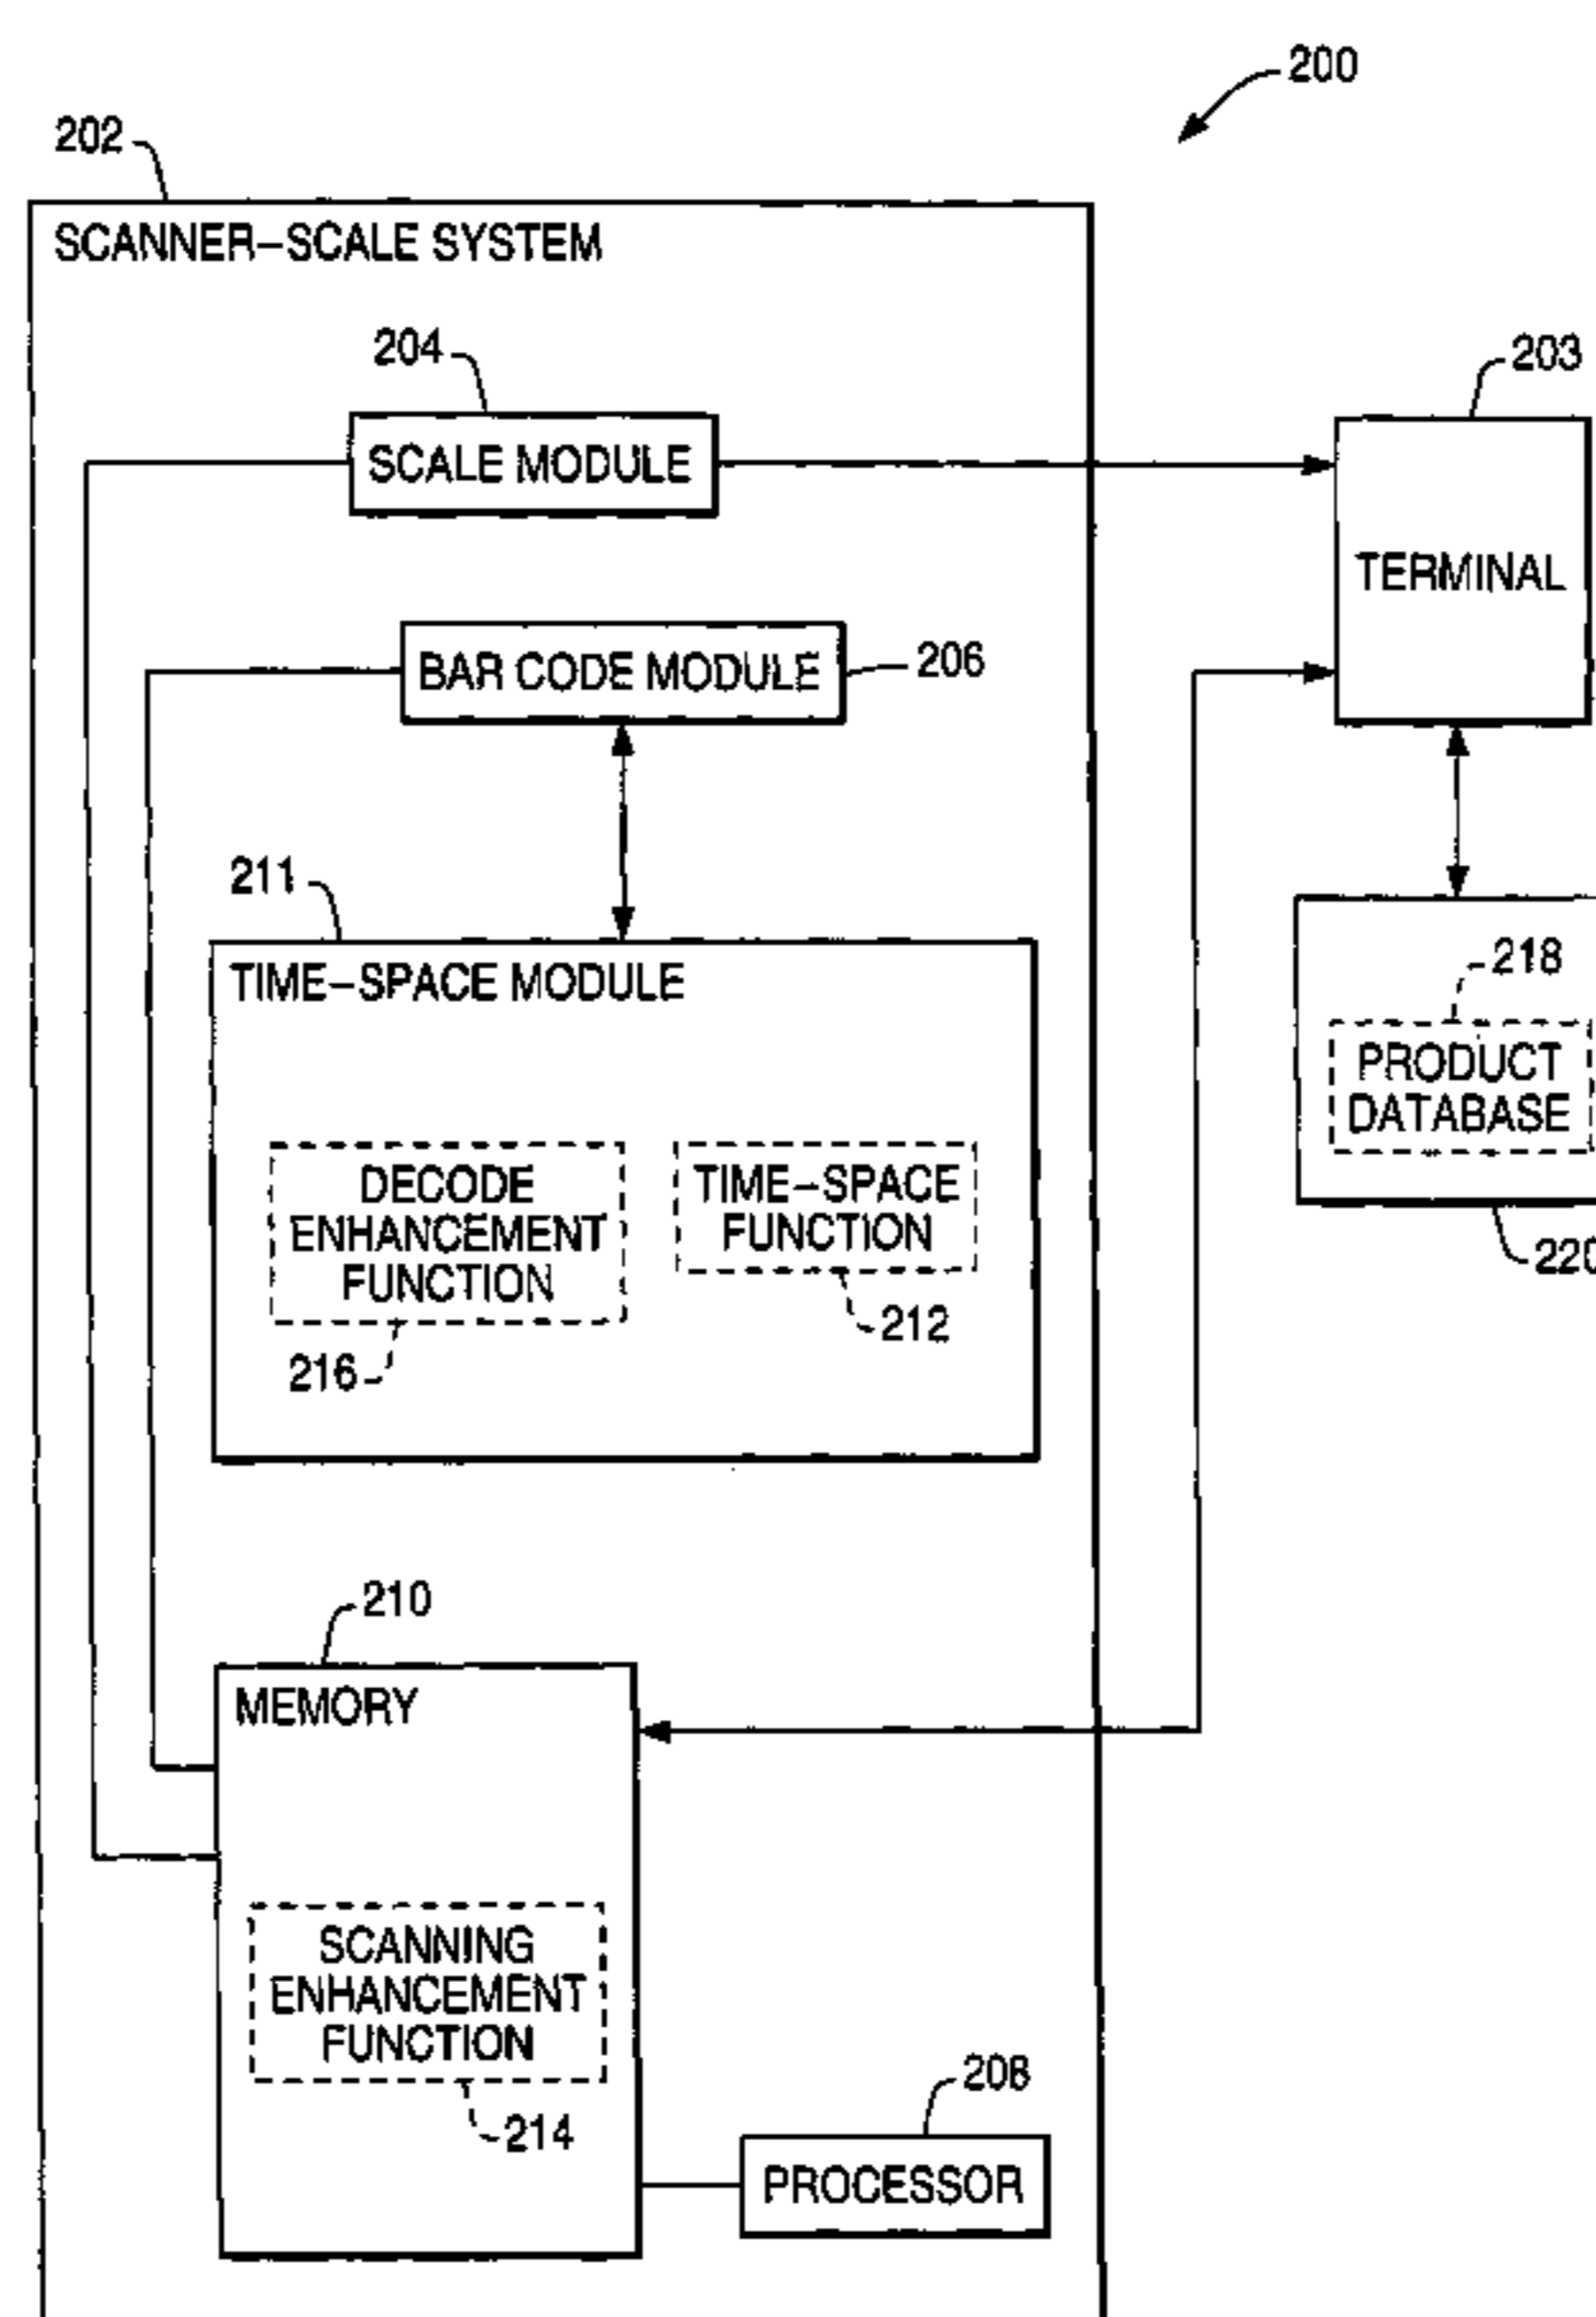 200
202
SCANNER-SCALE SYSTEM
204
203
SCALE MODULE
TERMINAL
BAR CODE MODULE
206
211
TIME-SPACE MODULE
218
PRODUCT
DATABASE
DECODE
ENHANCEMENT
FUNCTION
TIME-SPACE
FUNCTION
220
212
216
210
MEMORY
SCANNING
ENHANCEMENT
FUNCTION
214
208
PROCESSOR